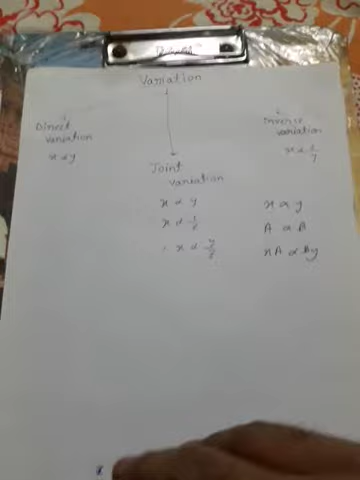 Variation
Direct
variation
x α y
Inverse
variation
x α 1/y
Joint
variation
x α y
x α 1/z
∴ x α y/z
x α y
A α B
xA α By